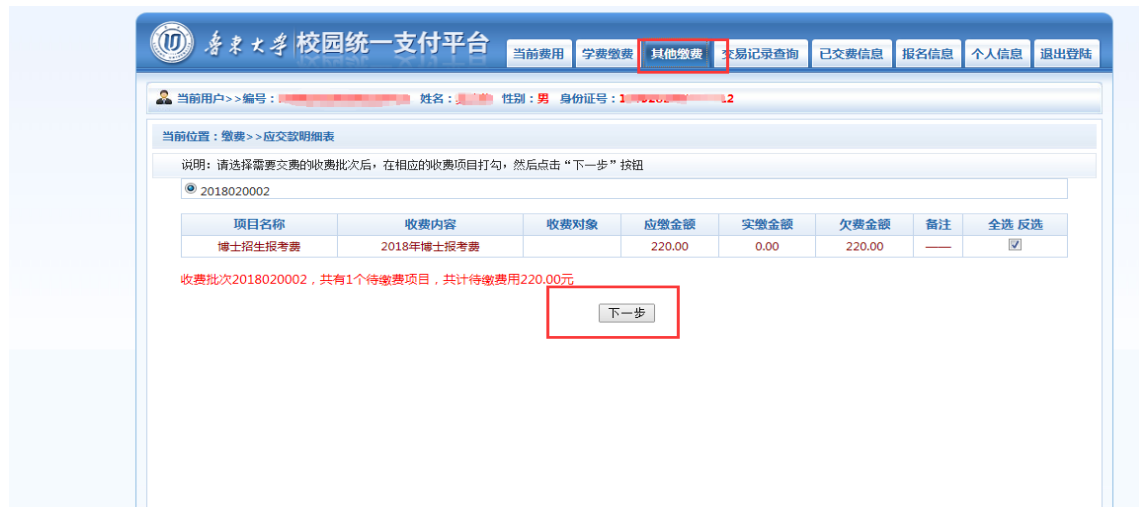 鲁东大学 校园统一支付平台
当前费用 学费缴费 其他缴费 交易记录查询 已交费信息 报名信息 个人信息 退出登陆
当前用户>>编号： 姓名： 性别：男 身份证号：
当前位置：缴费>>应交款明细表
说明：请选择需要交费的收费批次后，在相应的收费项目打勾，然后点击“下一步”按钮
2018020002
项目名称 收费内容 收费对象 应缴金额 实缴金额 欠费金额 备注 全选 反选
博士招生报考费 2018年博士报考费 220.00 0.00 220.00 ——
收费批次2018020002，共有1个待缴费项目，共计待缴费用220.00元
下一步